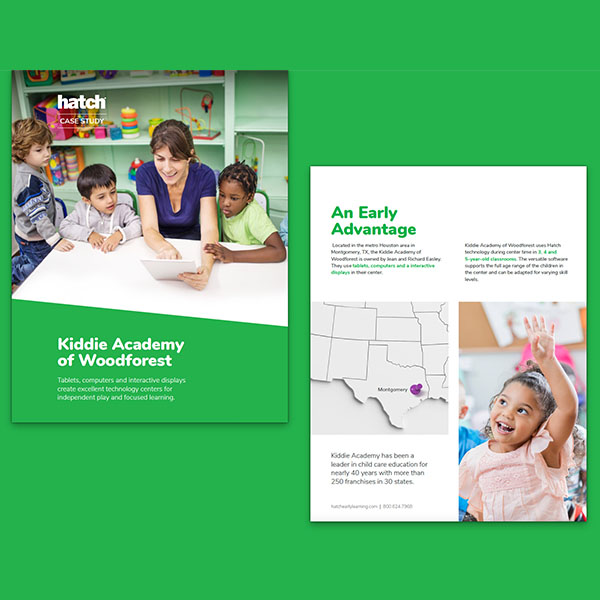 hatch
CASE STUDY
Kiddie Academy
of Woodforest
Tablets, computers and interactive displays
create excellent technology centers for
independent play and focused learning.
An Early
Advantage
Located in the metro Houston area in
Montgomery, TX, the Kiddie Academy of
Woodforest is owned by Jean and Richard Easley.
They use tablets, computers and a interactive
displays in their center.
Kiddie Academy of Woodforest uses Hatch
technology during center time in 3, 4 and
5-year-old classrooms. The versatile software
supports the full age range of the children in
the center and can be adapted for varying skill
levels.
Montgomery
Kiddie Academy has been a
leader in child care education for
nearly 40 years with more than
250 franchises in 30 states.
hatchearlylearning.com | 800 624 7968